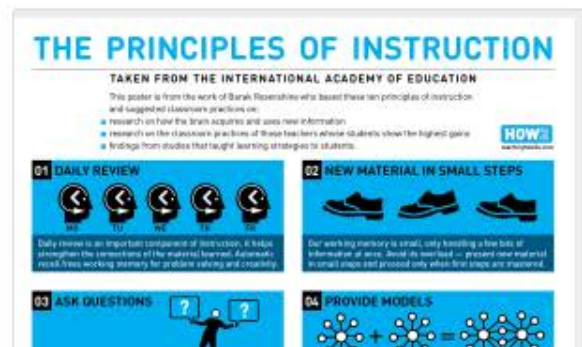 THE PRINCIPLES OF INSTRUCTION
TAKEN FROM THE INTERNATIONAL ACADEMY OF EDUCATION
This poster is from the work of Barak Rosenshine who based these ten principles of instruction
and suggested classroom practices on:
research on how the brain acquires and uses new information
research on the classroom practices of those teachers whose students show the highest gains
findings from studies that taught learning strategies to students.
HOW2
01 DAILY REVIEW
MO TU WE TH FR
Daily review is an important component of instruction. It helps
strengthen the connections of the material learned. Automatic
recall frees working memory for problem solving and creativity.
02 NEW MATERIAL IN SMALL STEPS
Our working memory is small, only handling a few bits of
information at once. Avoid its overload — present new material
in small steps and proceed only when first steps are mastered.
03 ASK QUESTIONS
? ?
04 PROVIDE MODELS
+ =